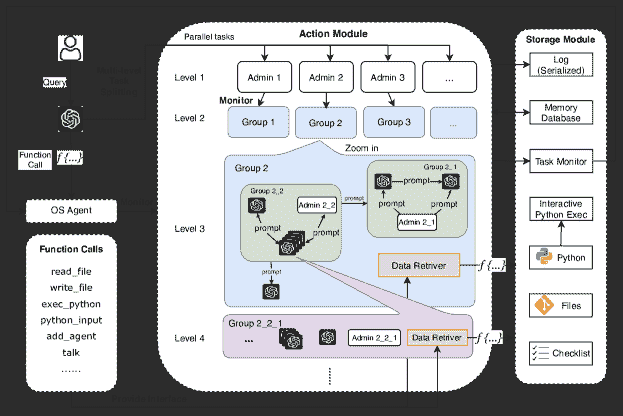 Parallel tasks
Action Module
Storage Module
Query
Function
Call
f {...}
OS Agent
Function Calls
read_file
write_file
exec_python
python_input
add_agent
talk
......
Level 1
Admin 1
Admin 2
Admin 3
...
Monitor
Level 2
Group 1
Group 2
Group 3
...
Zoom in
Level 3
Group 2
Group 2_2
Admin 2_2
prompt
prompt
prompt
prompt
Group 2_1
prompt
prompt
prompt
Admin 2_1
Data Retriver
f {...}
Level 4
Group 2_2_1
...
Admin 2_2_1
Data Retriver
f {...}
Log
(Serialized)
Memory
Database
Task Monitor
Interactive
Python Exec
Python
Files
Checklist